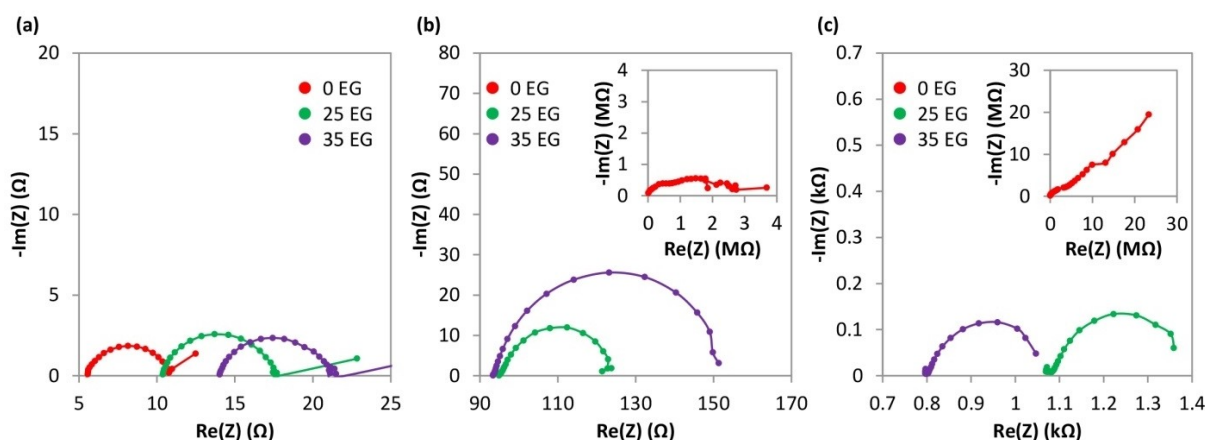 (a)
20
15
10
5
0
-Im(Z) (Ω)
5 10 15 20 25
Re(Z) (Ω)
0 EG
25 EG
35 EG
(b)
80
70
60
50
40
30
20
10
0
-Im(Z) (Ω)
90 110 130 150 170
Re(Z) (Ω)
0 EG
25 EG
35 EG
4
3
2
1
0
-Im(Z) (MΩ)
0 1 2 3 4
Re(Z) (MΩ)
(c)
0.7
0.6
0.5
0.4
0.3
0.2
0.1
0
-Im(Z) (kΩ)
0.7 0.8 0.9 1 1.1 1.2 1.3 1.4
Re(Z) (kΩ)
0 EG
25 EG
35 EG
30
20
10
0
-Im(Z) (MΩ)
0 10 20 30
Re(Z) (MΩ)